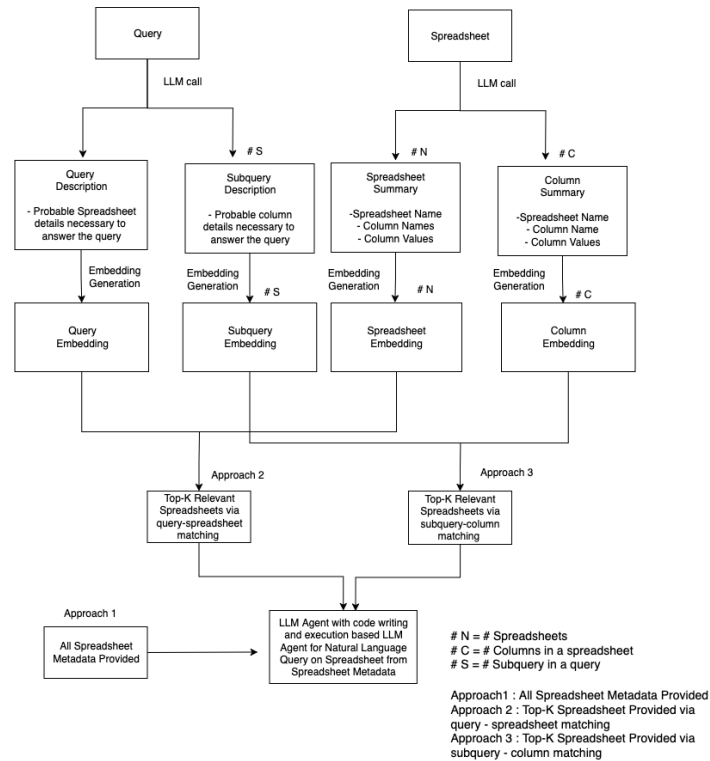 Query
Spreadsheet
LLM call
LLM call
# S
# N
# C
Query
Description
- Probable Spreadsheet
details necessary to
answer the query
Subquery
Description
- Probable column
details necessary to
answer the query
Spreadsheet
Summary
-Spreadsheet Name
- Column Names
- Column Values
Column
Summary
-Spreadsheet Name
- Column Name
- Column Values
Embedding
Generation
Embedding
Generation
Embedding
Generation
Embedding
Generation
# S
# N
# C
Query
Embedding
Subquery
Embedding
Spreadsheet
Embedding
Column
Embedding
Approach 2
Approach 3
Top-K Relevant
Spreadsheets via
query-spreadsheet
matching
Top-K Relevant
Spreadsheets via
subquery-column
matching
Approach 1
All Spreadsheet
Metadata Provided
LLM Agent with code writing
and execution based LLM
Agent for Natural Language
Query on Spreadsheet from
Spreadsheet Metadata
# N = # Spreadsheets
# C = # Columns in a spreadsheet
# S = # Subquery in a query
Approach1 : All Spreadsheet Metadata Provided
Approach 2 : Top-K Spreadsheet Provided via
query - spreadsheet matching
Approach 3 : Top-K Spreadsheet Provided via
subquery - column matching